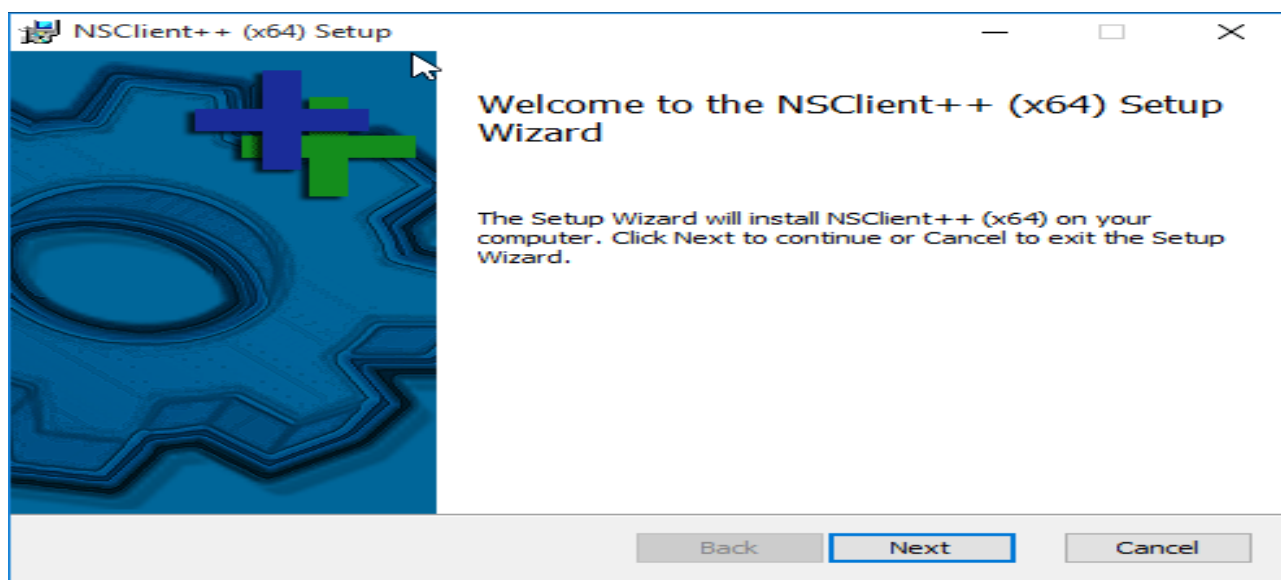 NSClient++ (x64) Setup
Welcome to the NSClient++ (x64) Setup
Wizard
The Setup Wizard will install NSClient++ (x64) on your
computer. Click Next to continue or Cancel to exit the Setup
Wizard.
Back
Next
Cancel